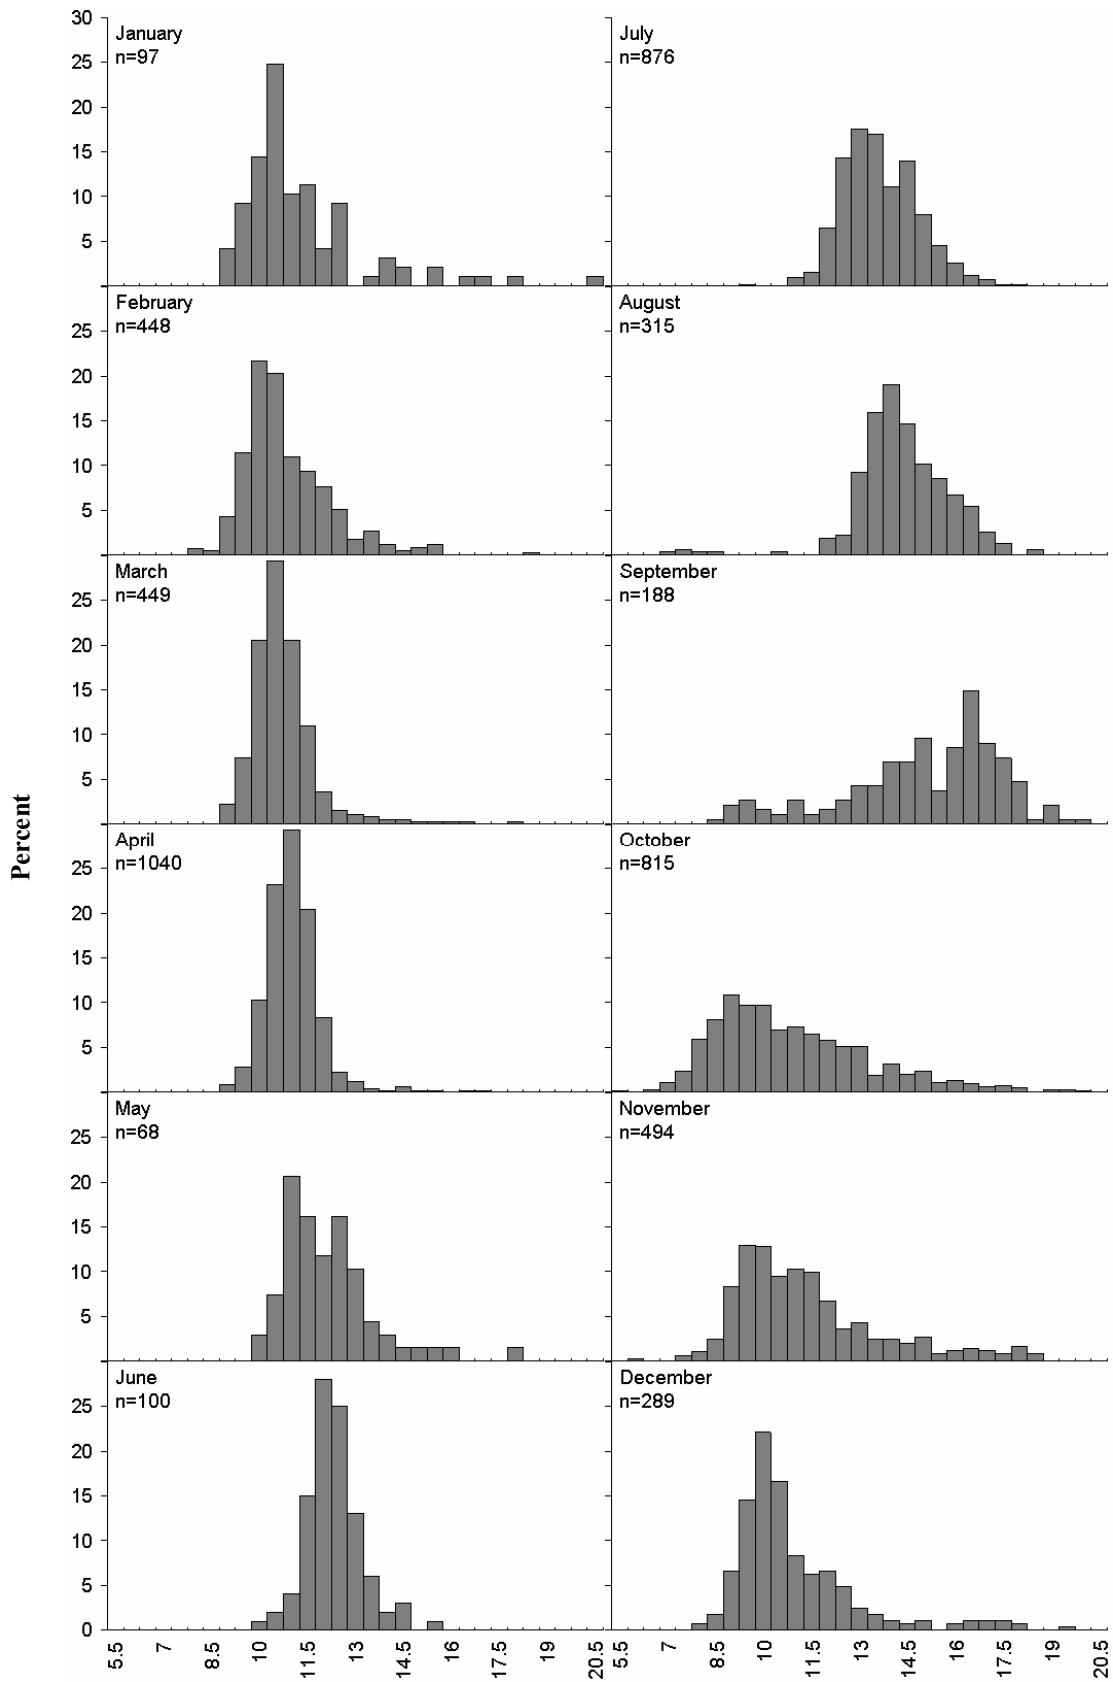 Percent
30
25
20
15
10
5
January
n=97
July
n=876
25
20
15
10
5
February
n=448
August
n=315
25
20
15
10
5
March
n=449
September
n=188
25
20
15
10
5
April
n=1040
October
n=815
25
20
15
10
5
May
n=68
November
n=494
25
20
15
10
5
0
June
n=100
December
n=289
5.5 7 8.5 10 11.5 13 14.5 16 17.5 19 20.5
5.5 7 8.5 10 11.5 13 14.5 16 17.5 19 20.5